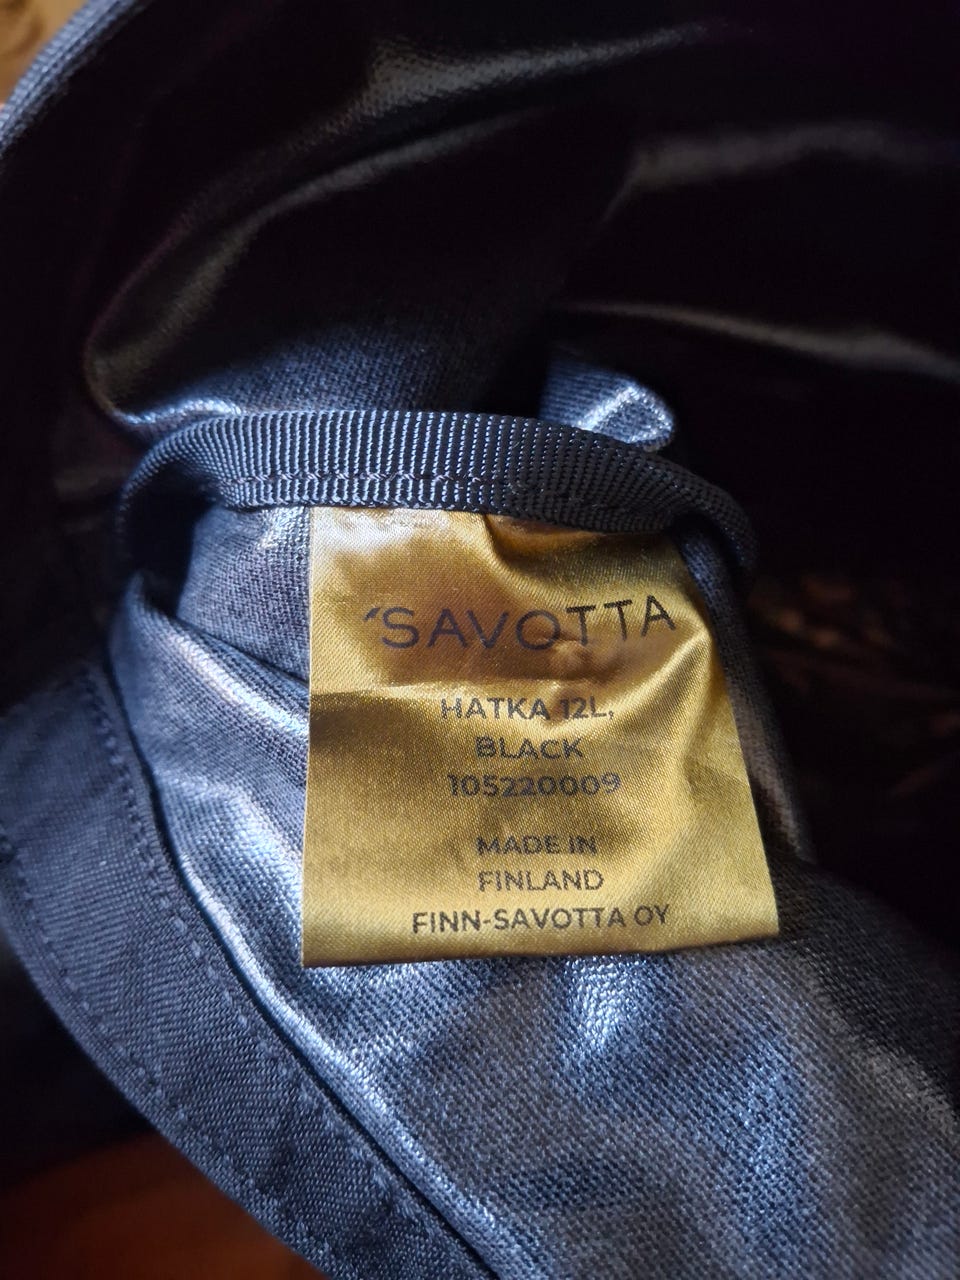 ´SAVOTTA
HATKA 12L,
BLACK
105220009
MADE IN
FINLAND
FINN-SAVOTTA OY